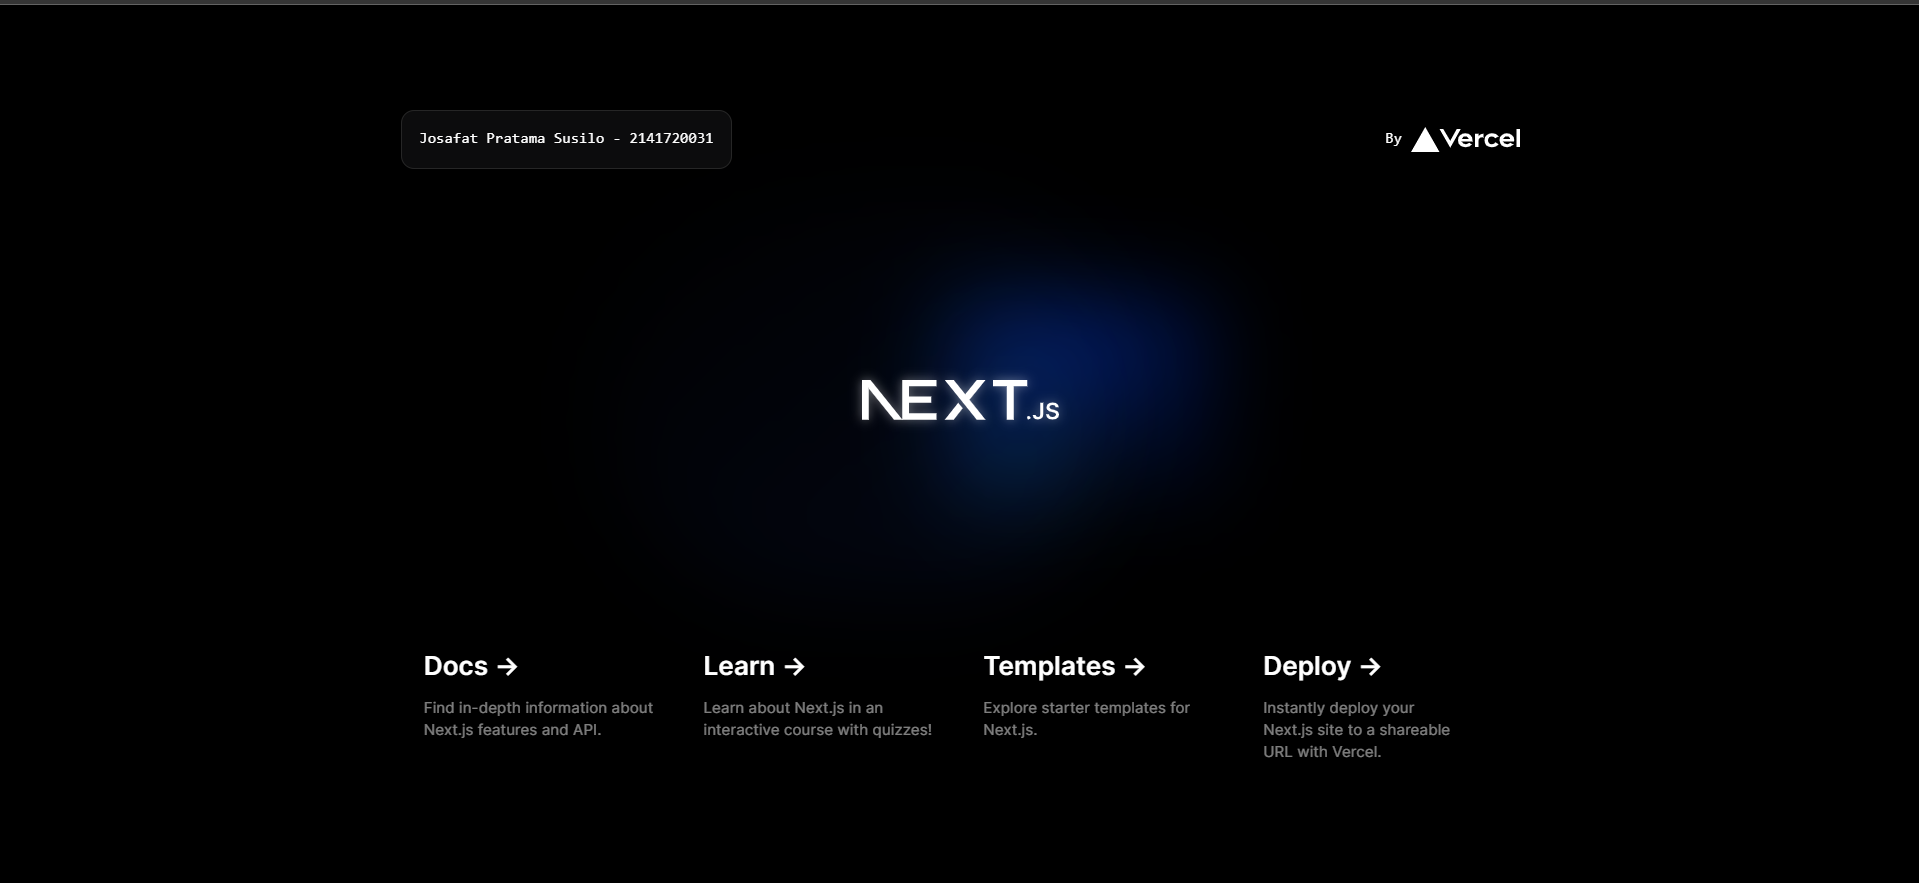 Josafat Pratama Susilo - 2141720031
By Vercel
NEXT.JS
Docs ->
Find in-depth information about
Next.js features and API.
Learn ->
Learn about Next.js in an
interactive course with quizzes!
Templates ->
Explore starter templates for
Next.js.
Deploy ->
Instantly deploy your
Next.js site to a shareable
URL with Vercel.